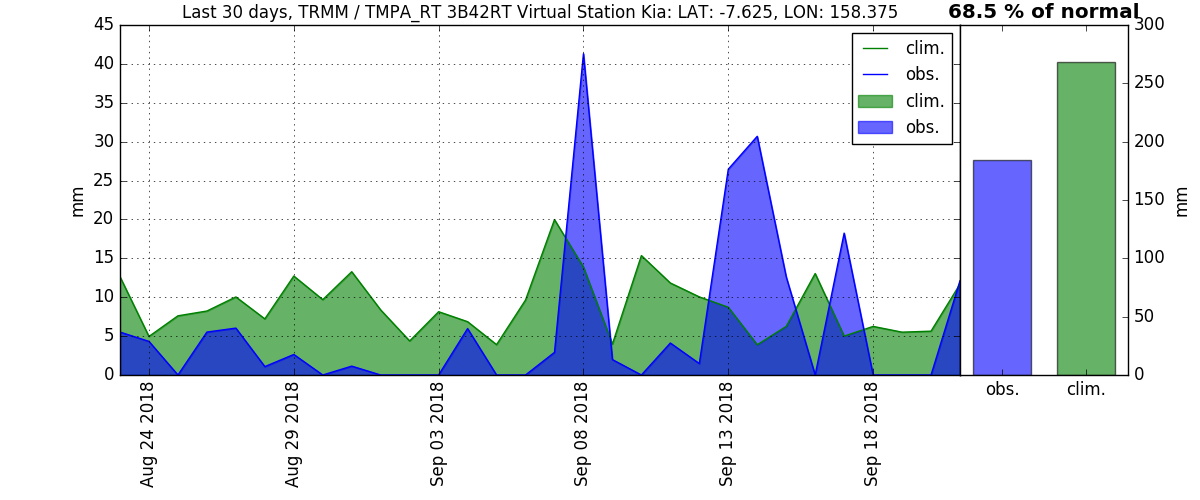 Last 30 days, TRMM / TMPA_RT 3B42RT Virtual Station Kia: LAT: -7.625, LON: 158.375
68.5 % of normal
45
40
35
30
25
20
15
10
5
0
mm
clim.
obs.
clim.
obs.
Aug 24 2018
Aug 29 2018
Sep 03 2018
Sep 08 2018
Sep 13 2018
Sep 18 2018
300
250
200
150
100
50
0
mm
obs.
clim.